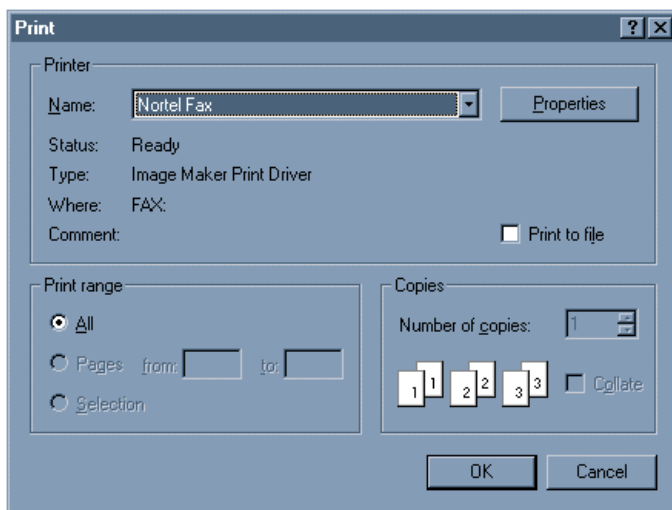 Print
Printer
Name: Nortel Fax Properties
Status: Ready
Type: Image Maker Print Driver
Where: FAX:
Comment: Print to file
Print range
All
Pages from: to:
Selection
Copies
Number of copies: 1
1 1 2 2 3 3 Collate
OK Cancel